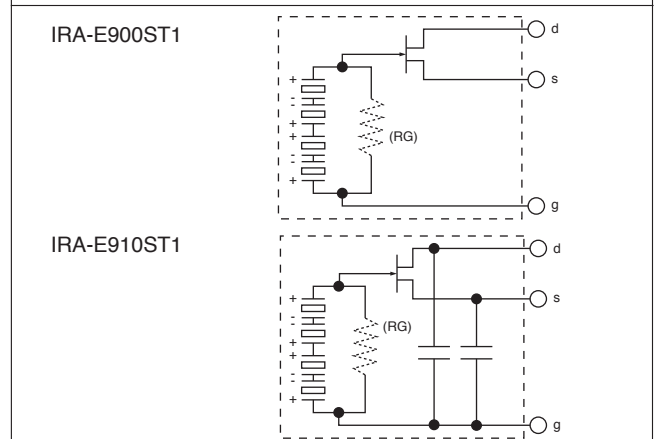 IRA-E900ST1
d
+
-
-
+
+
-
-
+
s
(RG)
g
IRA-E910ST1
d
+
-
-
+
+
-
-
+
s
(RG)
g